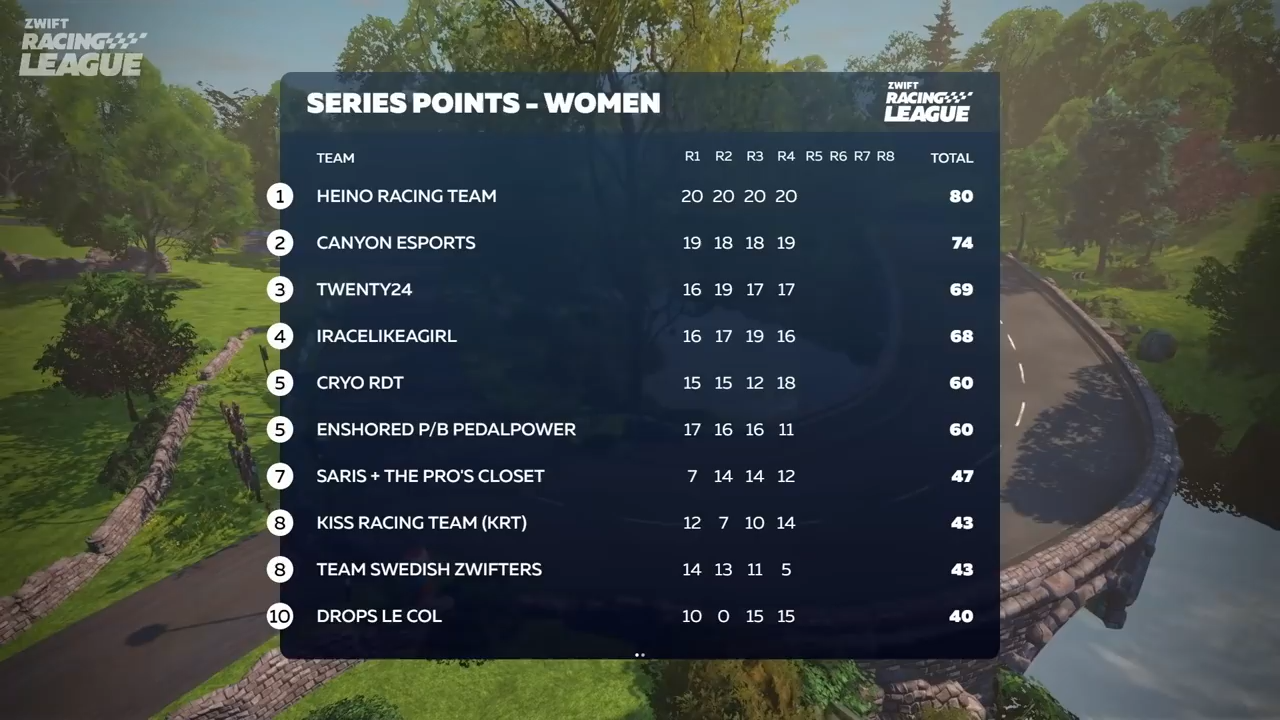 ZWIFT
RACING
LEAGUE
SERIES POINTS - WOMEN
ZWIFT
RACING
LEAGUE
TEAM R1 R2 R3 R4 R5 R6 R7 R8 TOTAL
1 HEINO RACING TEAM 20 20 20 20 80
2 CANYON ESPORTS 19 18 18 19 74
3 TWENTY24 16 19 17 17 69
4 IRACELIKEAGIRL 16 17 19 16 68
5 CRYO RDT 15 15 12 18 60
5 ENSHORED P/B PEDALPOWER 17 16 16 11 60
7 SARIS + THE PRO'S CLOSET 7 14 14 12 47
8 KISS RACING TEAM (KRT) 12 7 10 14 43
8 TEAM SWEDISH ZWIFTERS 14 13 11 5 43
10 DROPS LE COL 10 0 15 15 40